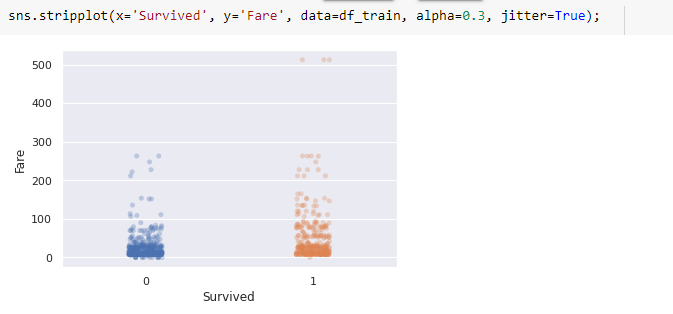 sns.stripplot(x='Survived', y='Fare', data=df_train, alpha=0.3, jitter=True);
500
400
300
200
100
0
Fare
0 1
Survived